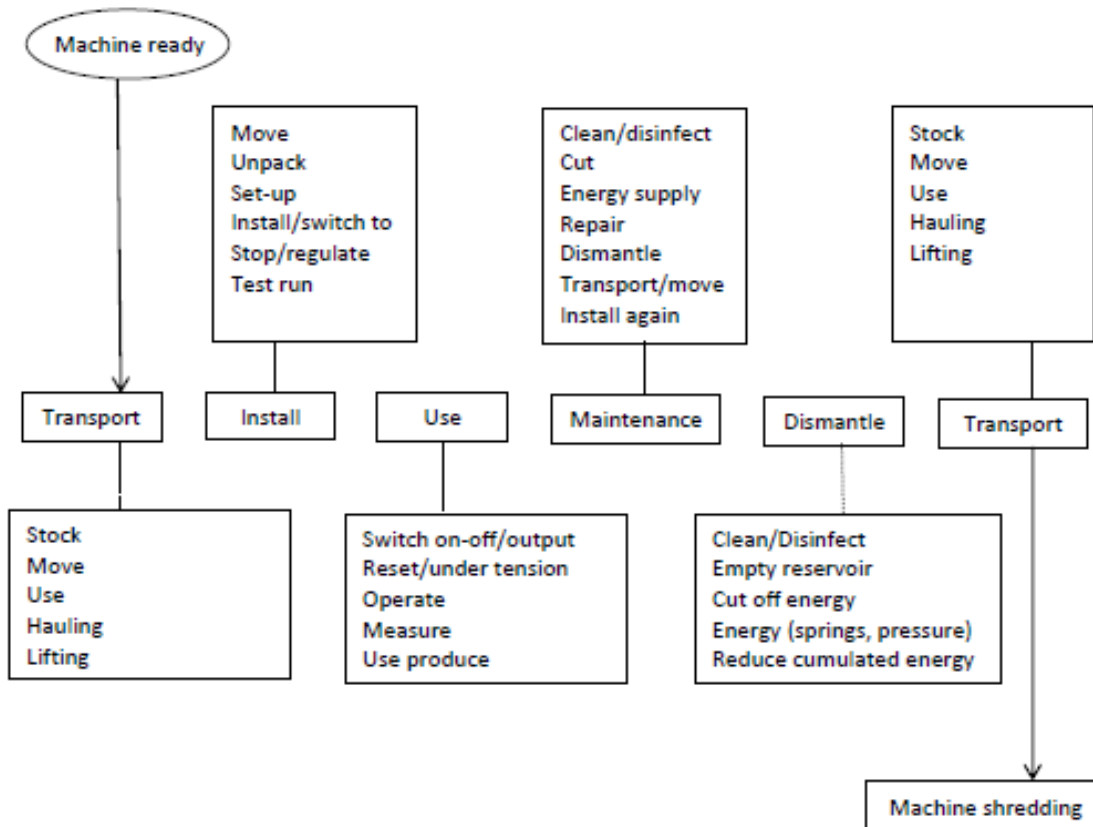 Machine ready
Move
Unpack
Set-up
Install/switch to
Stop/regulate
Test run
Clean/disinfect
Cut
Energy supply
Repair
Dismantle
Transport/move
Install again
Stock
Move
Use
Hauling
Lifting
Transport
Install
Use
Maintenance
Dismantle
Transport
Stock
Move
Use
Hauling
Lifting
Switch on-off/output
Reset/under tension
Operate
Measure
Use produce
Clean/Disinfect
Empty reservoir
Cut off energy
Energy (springs, pressure)
Reduce cumulated energy
Machine shredding